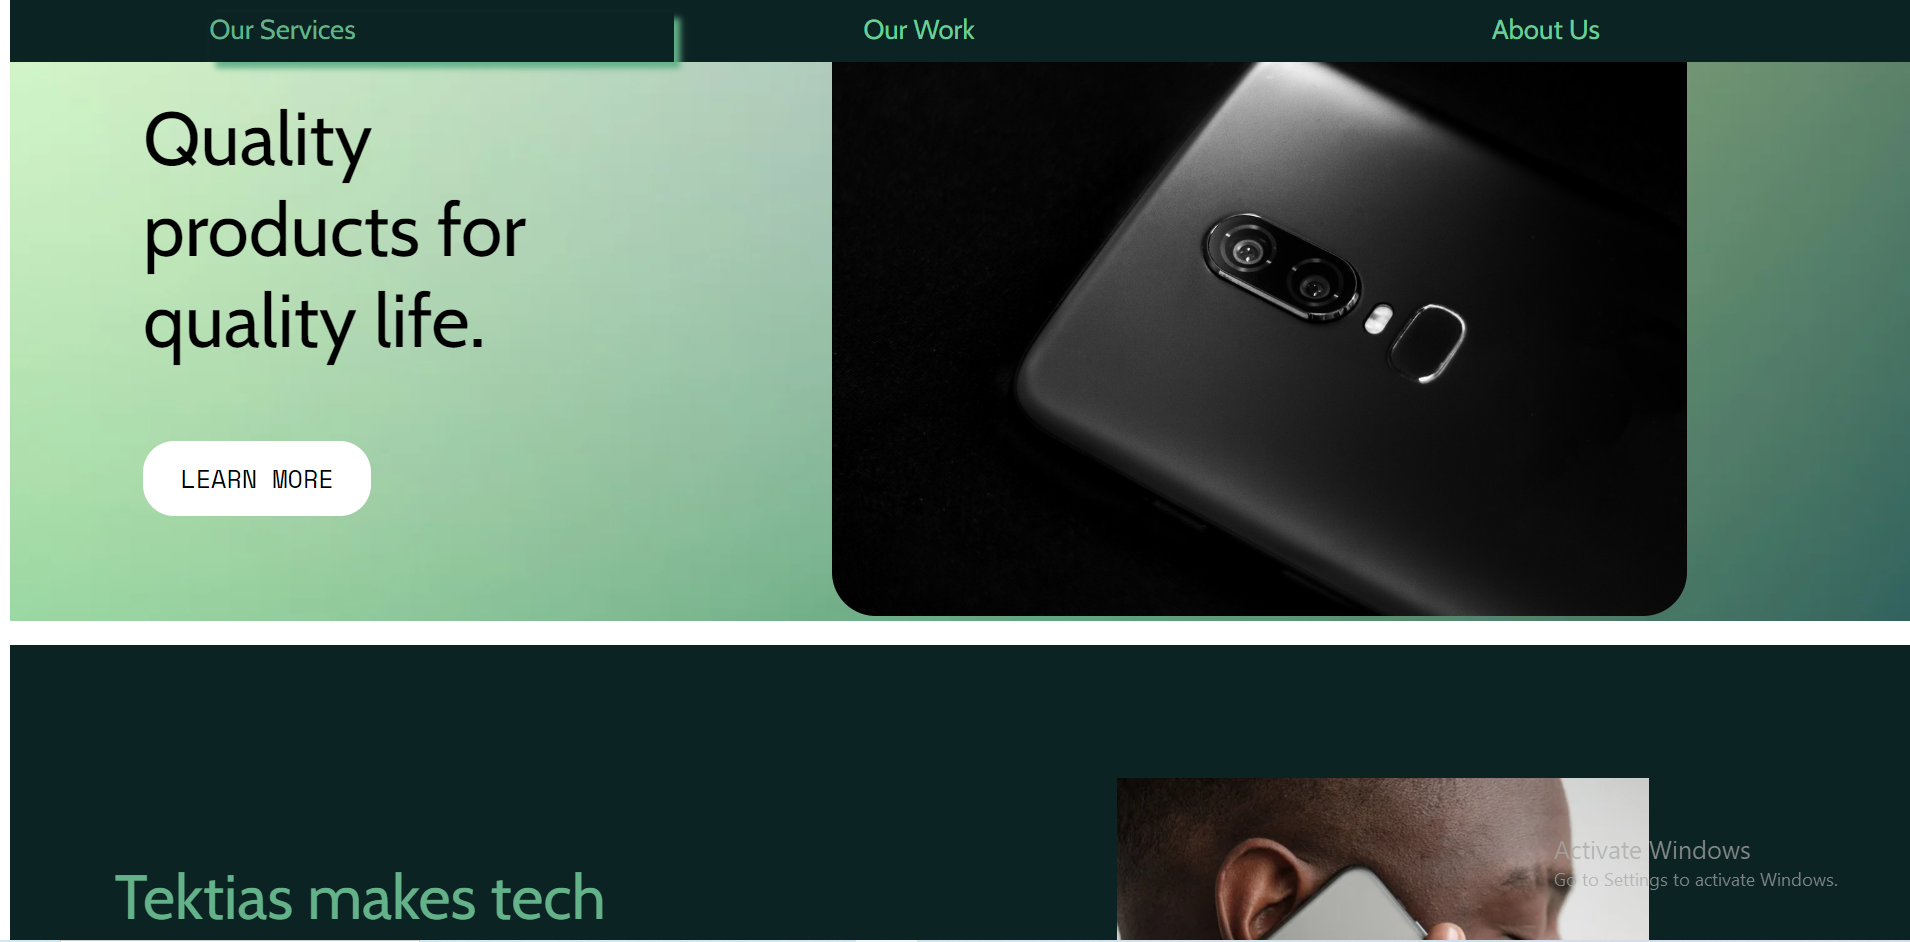 Our Services
Our Work
About Us
Quality
products for
quality life.
LEARN MORE
Tektias makes tech
Activate Windows
Go to Settings to activate Windows.